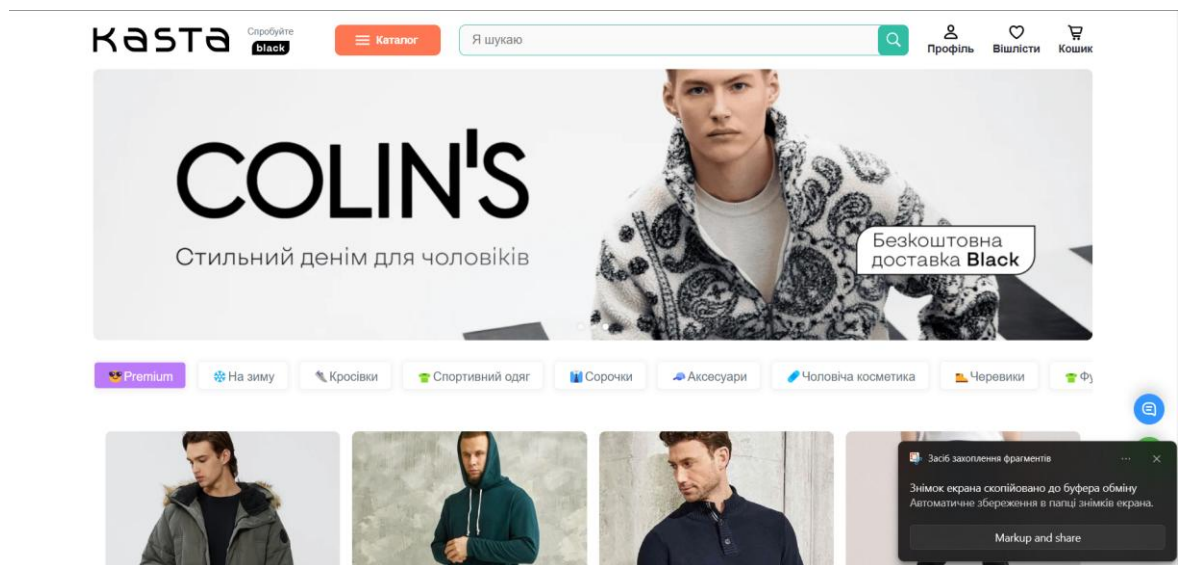 Kasta
Спробуйте
black
Каталог
Я шукаю
Профіль
Вішлісти
Кошик
COLIN'S
Стильний денім для чоловіків
Безкоштовна
доставка Black
Premium
На зиму
Кросівки
Спортивний одяг
Сорочки
Аксесуари
Чоловіча косметика
Черевики
Засіб захоплення фрагментів
Знімок екрана скопійовано до буфера обміну
Автоматичне збереження в папці знімків екрана.
Markup and share